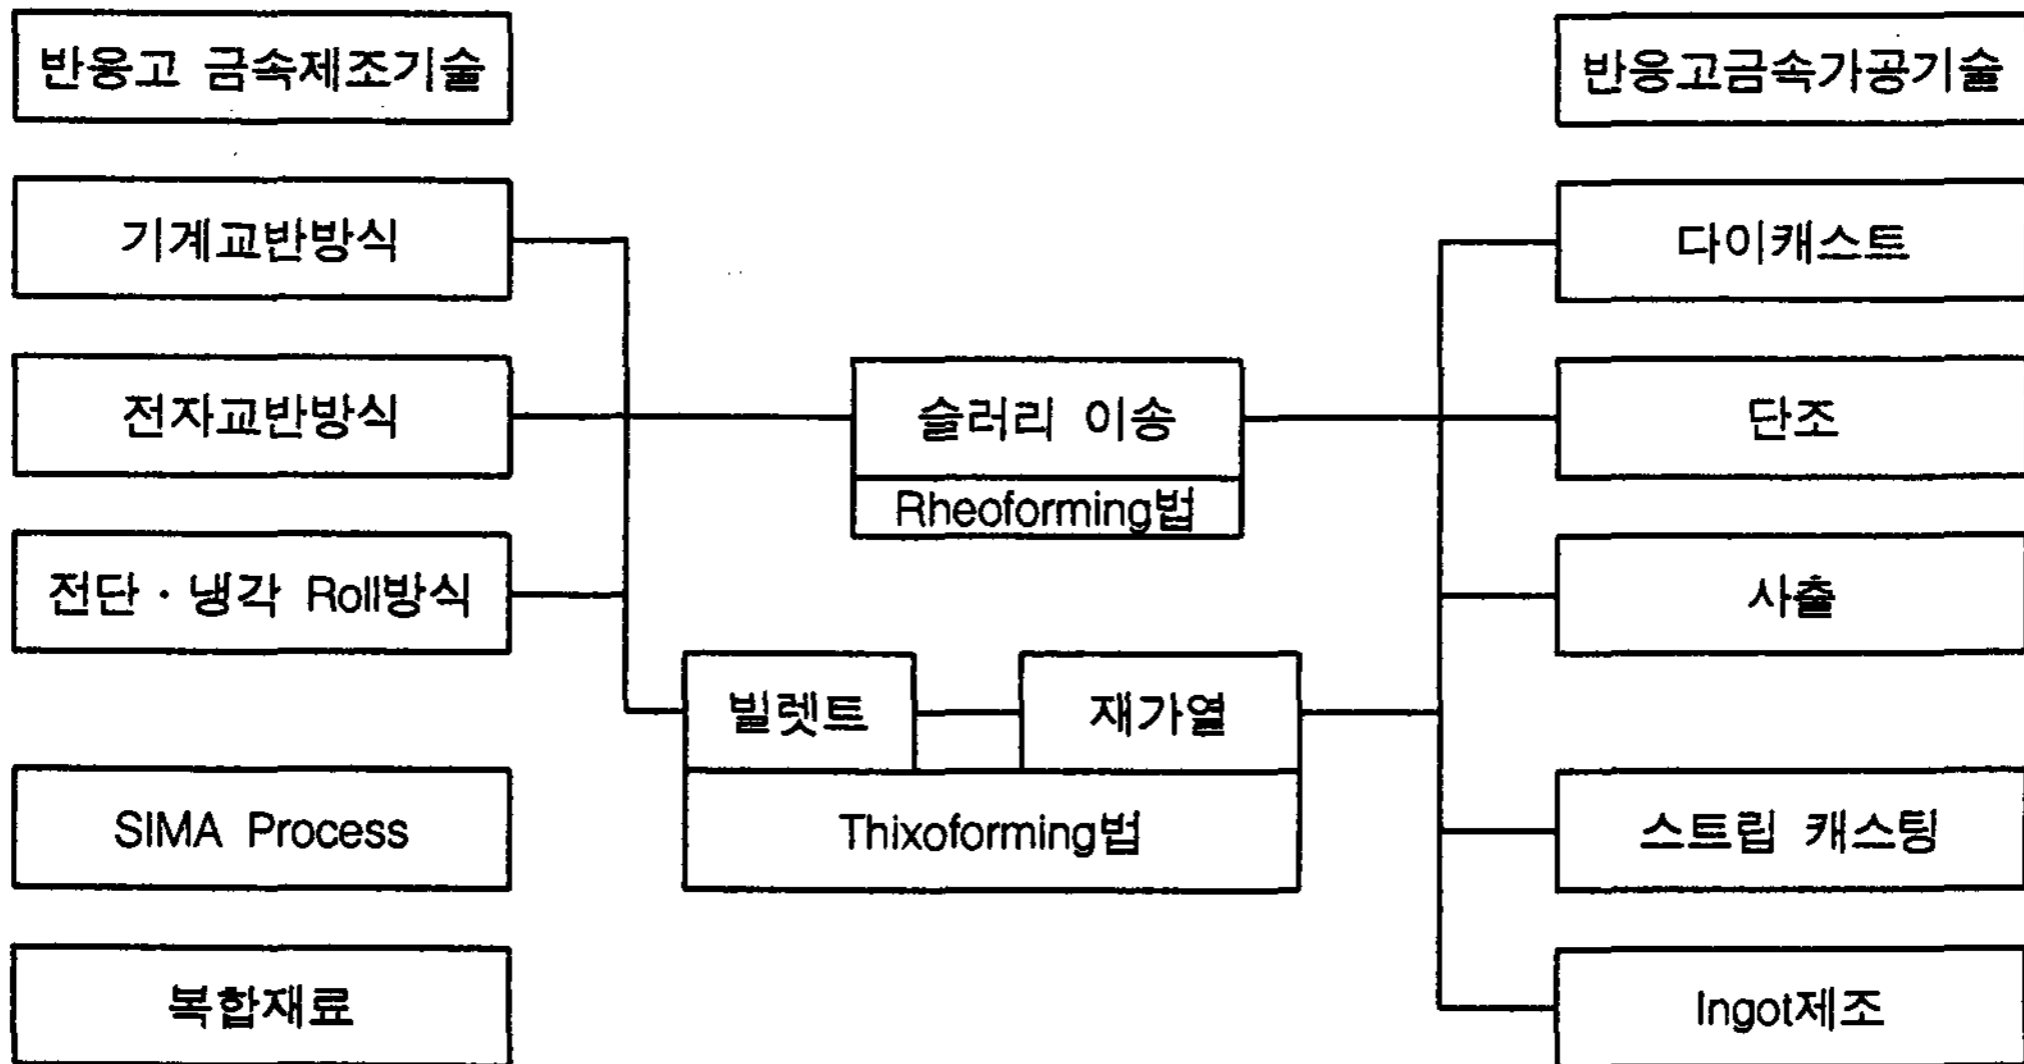 반응고 금속제조기술
반응고금속가공기술
기계교반방식
다이캐스트
전자교반방식
슬러리 이송
단조
Rheoforming법
전단 · 냉각 Roll방식
사출
빌렛트
재가열
SIMA Process
Thixoforming법
스트립 캐스팅
복합재료
Ingot제조